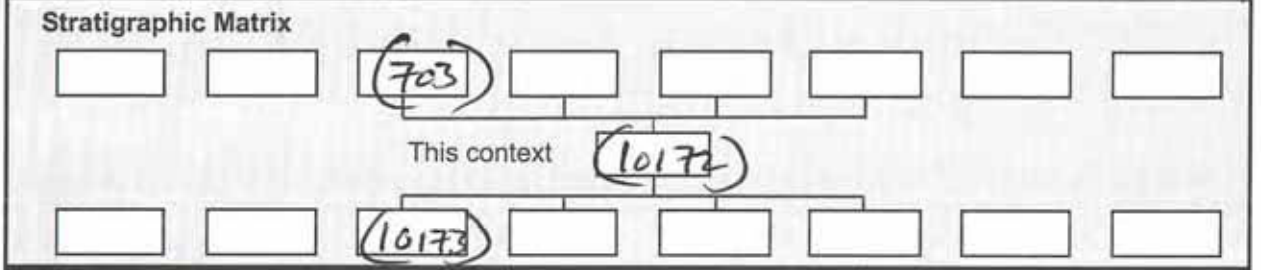 Stratigraphic Matrix
(703)
This context (10172)
(10173)